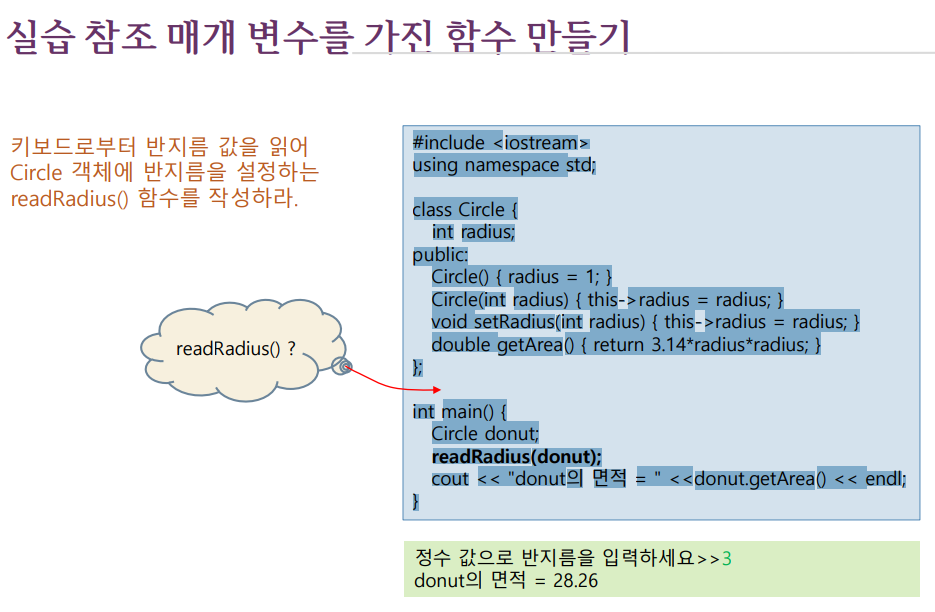 실습 참조 매개 변수를 가진 함수 만들기
키보드로부터 반지름 값을 읽어
Circle 객체에 반지름을 설정하는
readRadius() 함수를 작성하라.
readRadius() ?
#include <iostream>
using namespace std;
class Circle {
int radius;
public:
Circle() { radius = 1; }
Circle(int radius) { this->radius = radius; }
void setRadius(int radius) { this->radius = radius; }
double getArea() { return 3.14*radius*radius; }
};
int main() {
Circle donut;
readRadius(donut);
cout << "donut의 면적 = " <<donut.getArea() << endl;
}
정수 값으로 반지름을 입력하세요>>3
donut의 면적 = 28.26